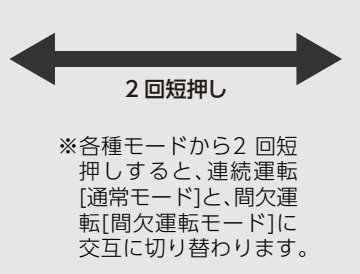 2 回短押し
※各種モードから2 回短
押しすると、連続運転
[通常モード]と、間欠運
転[間欠運転モード]に
交互に切り替わります。